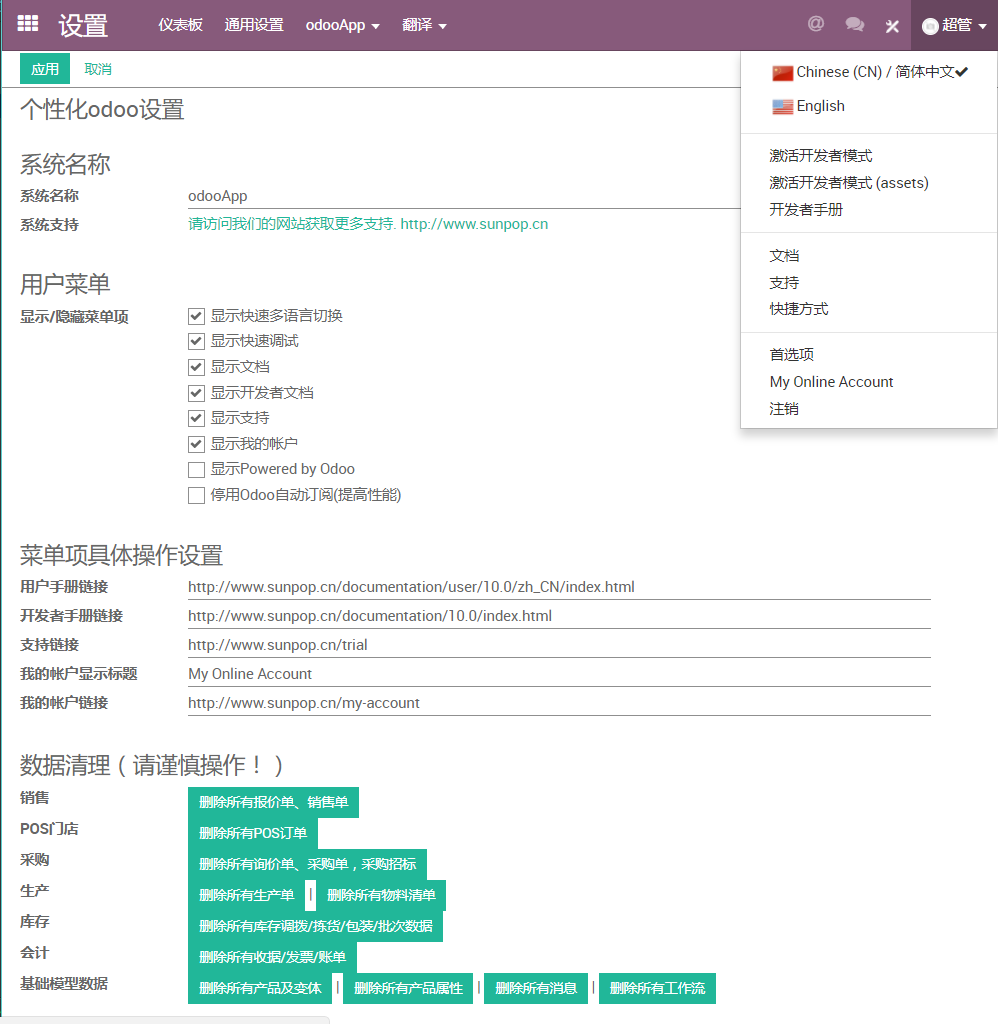 设置 仪表板 通用设置 odooApp 翻译 @ 超管
应用 取消
Chinese (CN) / 简体中文
English
激活开发者模式
激活开发者模式 (assets)
开发者手册
文档
支持
快捷方式
首选项
My Online Account
注销
个性化odoo设置
系统名称
系统名称 odooApp
系统支持 请访问我们的网站获取更多支持. http://www.sunpop.cn
用户菜单
显示/隐藏菜单项 显示快速多语言切换
显示快速调试
显示文档
显示开发者文档
显示支持
显示我的帐户
显示Powered by Odoo
停用Odoo自动订阅(提高性能)
菜单项具体操作设置
用户手册链接 http://www.sunpop.cn/documentation/user/10.0/zh_CN/index.html
开发者手册链接 http://www.sunpop.cn/documentation/10.0/index.html
支持链接 http://www.sunpop.cn/trial
我的帐户显示标题 My Online Account
我的帐户链接 http://www.sunpop.cn/my-account
数据清理（请谨慎操作！）
销售 删除所有报价单、销售单
POS门店 删除所有POS订单
采购 删除所有询价单、采购单，采购招标
生产 删除所有生产单 | 删除所有物料清单
库存 删除所有库存调拨/拣货/包装/批次数据
会计 删除所有收据/发票/账单
基础模型数据 删除所有产品及变体 | 删除所有产品属性 | 删除所有消息 | 删除所有工作流